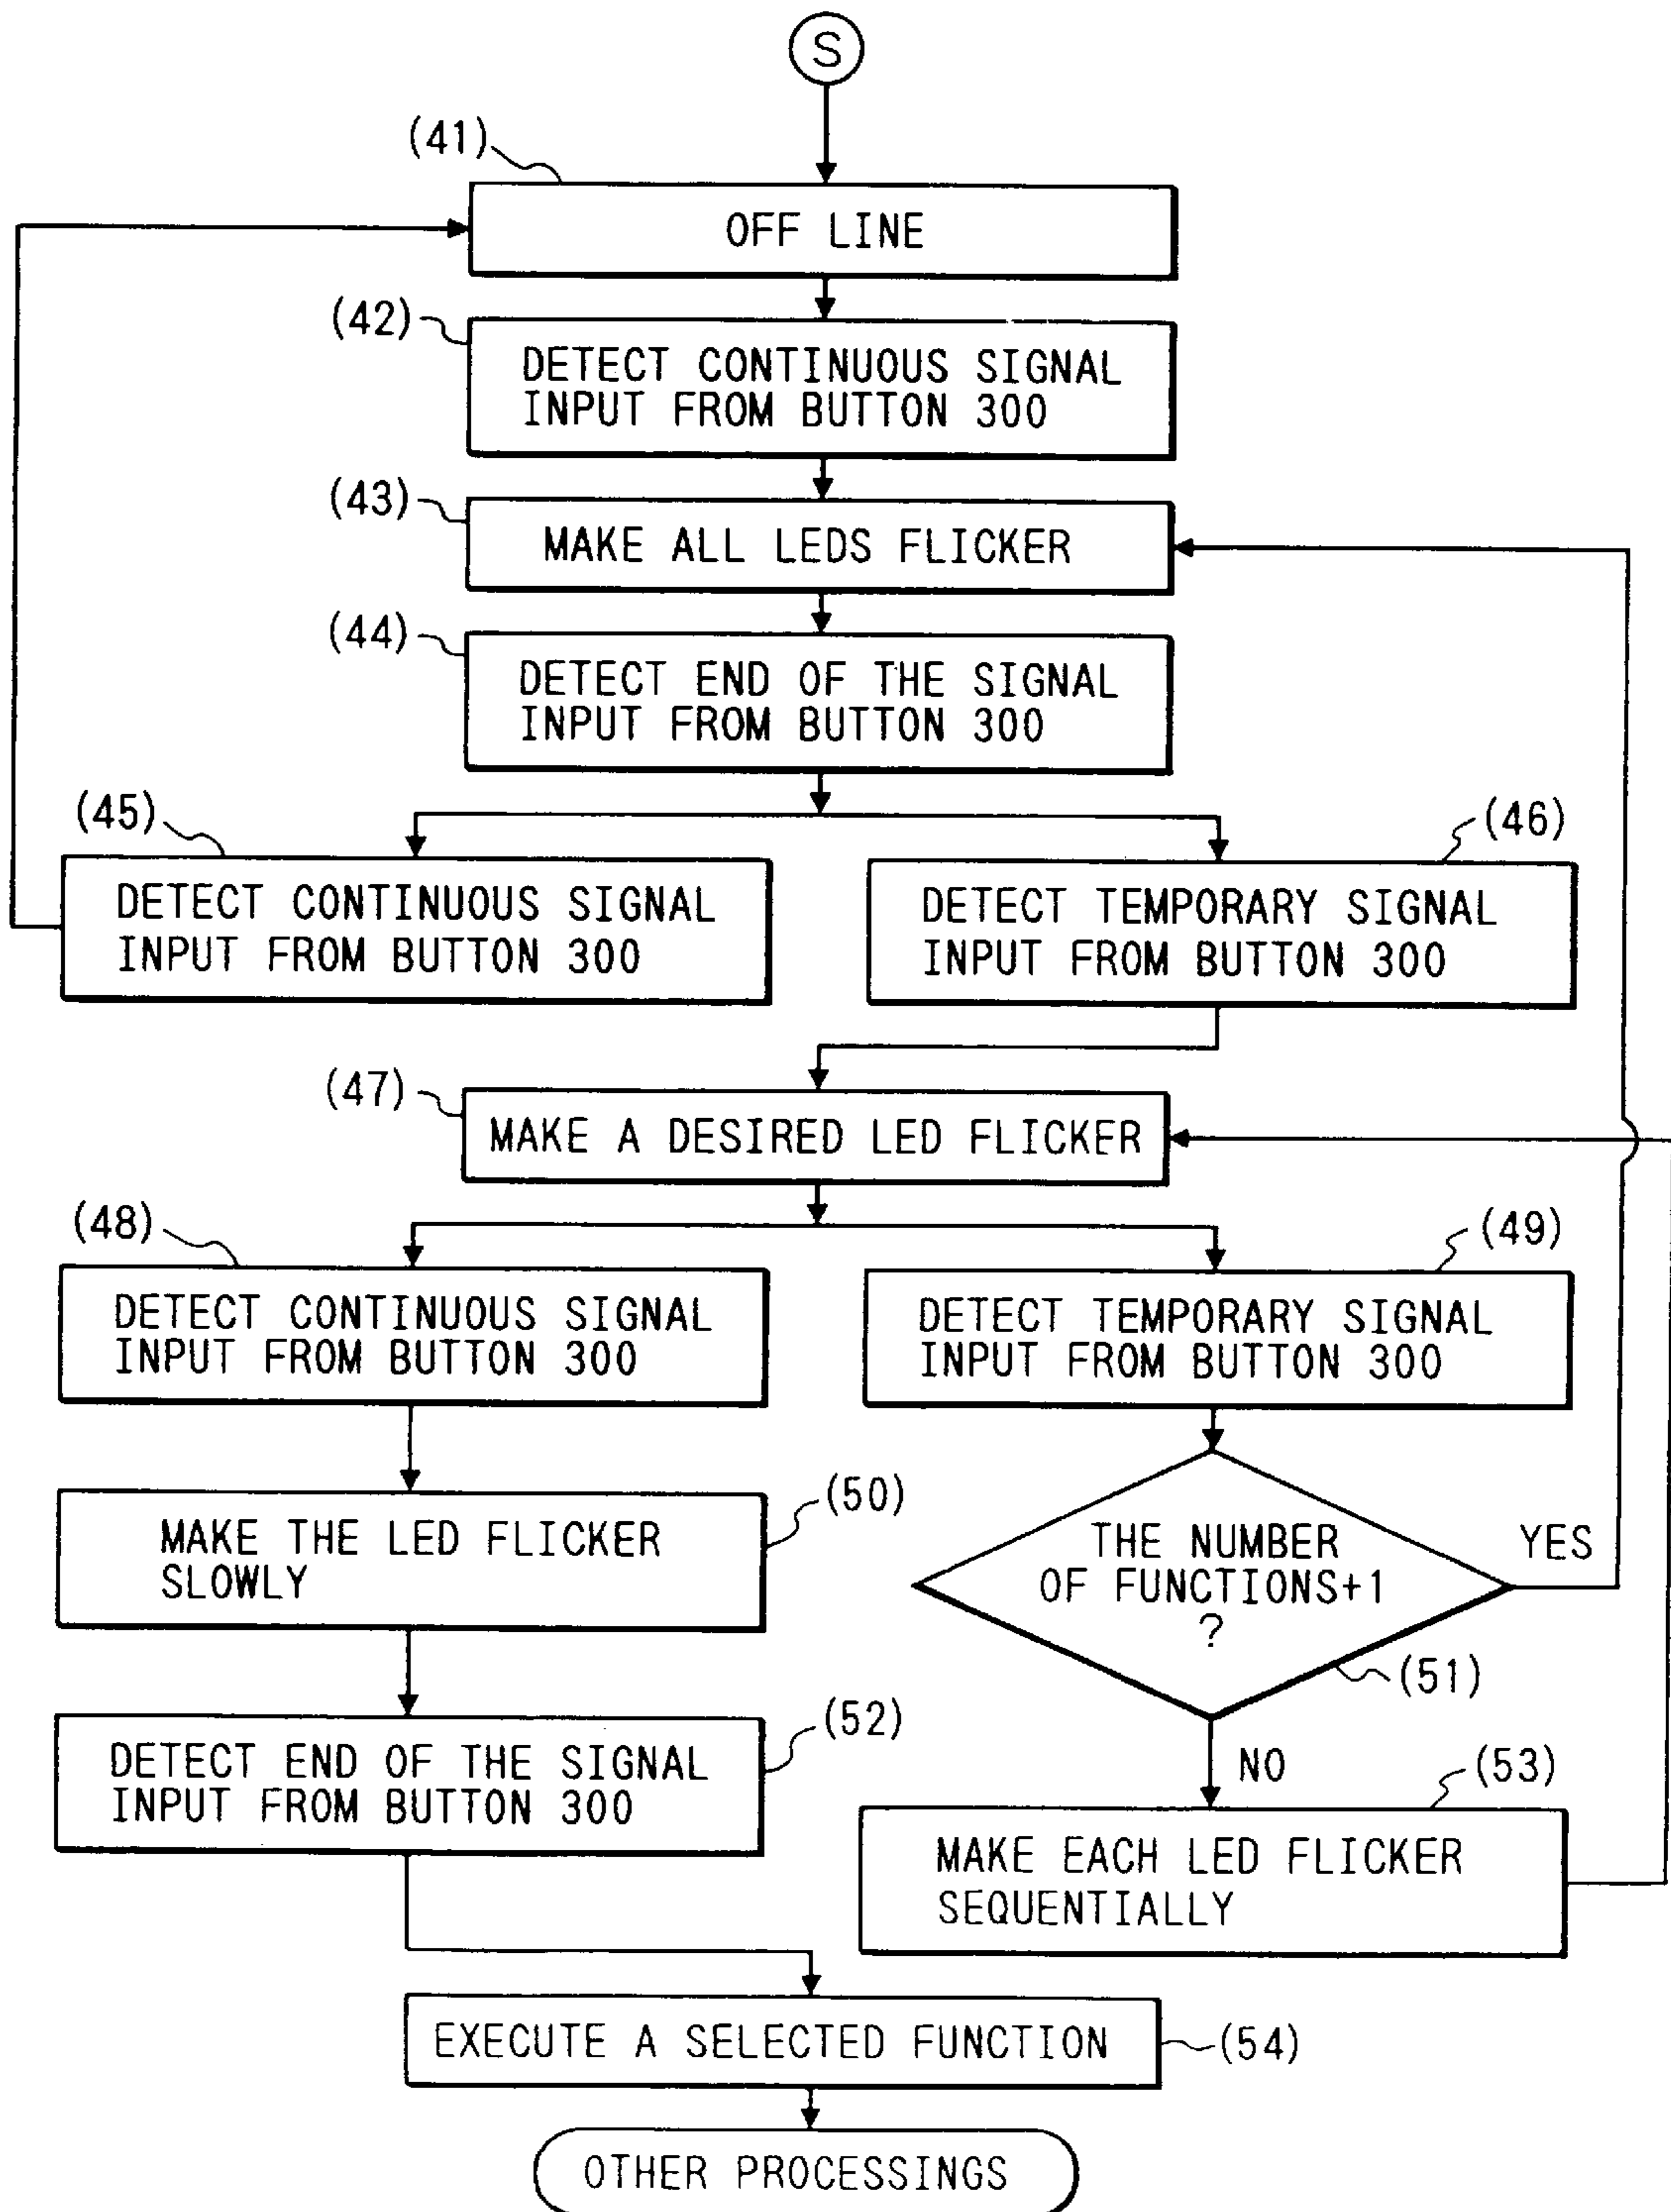 S
(41)
OFF LINE
(42)
DETECT CONTINUOUS SIGNAL
INPUT FROM BUTTON 300
(43)
MAKE ALL LEDS FLICKER
(44)
DETECT END OF THE SIGNAL
INPUT FROM BUTTON 300
(45)
DETECT CONTINUOUS SIGNAL
INPUT FROM BUTTON 300
(46)
DETECT TEMPORARY SIGNAL
INPUT FROM BUTTON 300
(47)
MAKE A DESIRED LED FLICKER
(48)
DETECT CONTINUOUS SIGNAL
INPUT FROM BUTTON 300
(49)
DETECT TEMPORARY SIGNAL
INPUT FROM BUTTON 300
(50)
MAKE THE LED FLICKER
SLOWLY
THE NUMBER
OF FUNCTIONS+1
?
YES
(51)
NO
(52)
DETECT END OF THE SIGNAL
INPUT FROM BUTTON 300
(53)
MAKE EACH LED FLICKER
SEQUENTIALLY
EXECUTE A SELECTED FUNCTION
(54)
OTHER PROCESSINGS